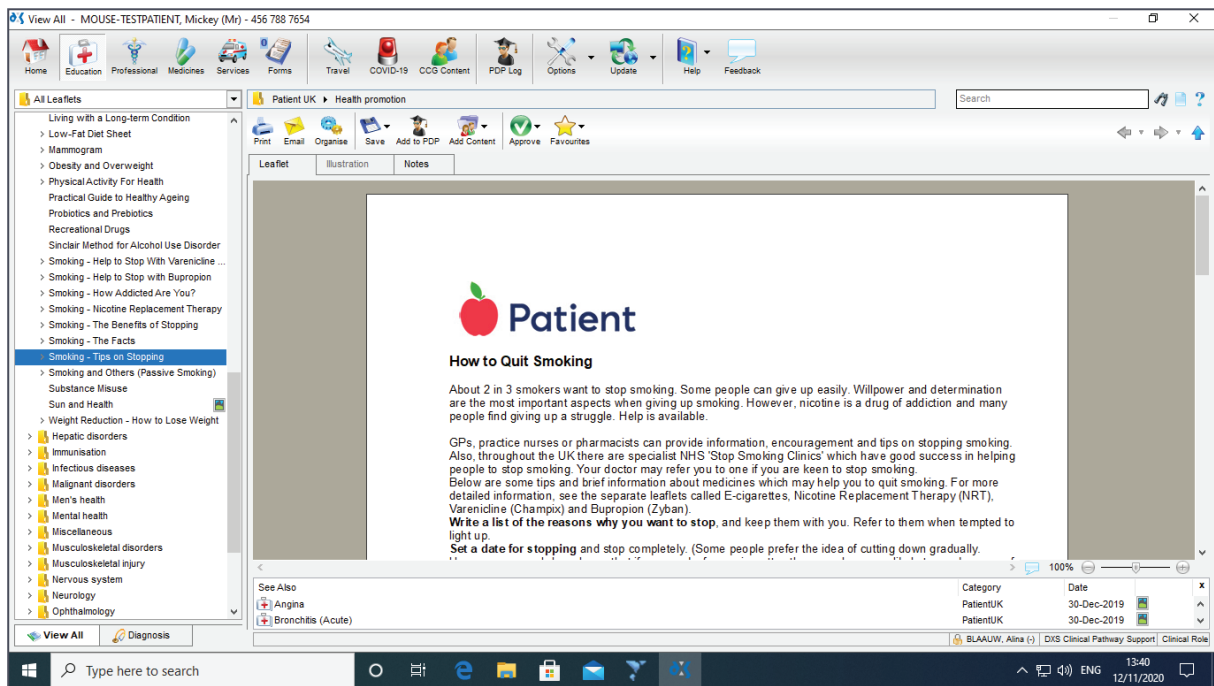 View All - MOUSE-TESTPATIENT, Mickey (Mr) - 456 788 7654
Home Education Professional Medicines Services Forms Travel COVID-19 CCG Content PDP Log Options Update Help Feedback
All Leaflets
Patient UK Health promotion
Search
Living with a Long-term Condition
Low-Fat Diet Sheet
Mammogram
Obesity and Overweight
Physical Activity For Health
Practical Guide to Healthy Ageing
Probiotics and Prebiotics
Recreational Drugs
Sinclair Method for Alcohol Use Disorder
Smoking - Help to Stop With Varenicline ...
Smoking - Help to Stop with Bupropion
Smoking - How Addicted Are You?
Smoking - Nicotine Replacement Therapy
Smoking - The Benefits of Stopping
Smoking - The Facts
Smoking - Tips on Stopping
Smoking and Others (Passive Smoking)
Substance Misuse
Sun and Health
Weight Reduction - How to Lose Weight
Hepatic disorders
Immunisation
Infectious diseases
Malignant disorders
Men's health
Mental health
Miscellaneous
Musculoskeletal disorders
Musculoskeletal injury
Nervous system
Neurology
Ophthalmology
View All Diagnosis
Print Email Organise Save Add to PDP Add Content Approve Favourites
Leaflet Illustration Notes
Patient
How to Quit Smoking
About 2 in 3 smokers want to stop smoking. Some people can give up easily. Willpower and determination
are the most important aspects when giving up smoking. However, nicotine is a drug of addiction and many
people find giving up a struggle. Help is available.
GPs, practice nurses or pharmacists can provide information, encouragement and tips on stopping smoking.
Also, throughout the UK there are specialist NHS 'Stop Smoking Clinics' which have good success in helping
people to stop smoking. Your doctor may refer you to one if you are keen to stop smoking.
Below are some tips and brief information about medicines which may help you to quit smoking. For more
detailed information, see the separate leaflets called E-cigarettes, Nicotine Replacement Therapy (NRT),
Varenicline (Champix) and Bupropion (Zyban).
Write a list of the reasons why you want to stop, and keep them with you. Refer to them when tempted to
light up.
Set a date for stopping and stop completely. (Some people prefer the idea of cutting down gradually.
100%
See Also Category Date
Angina PatientUK 30-Dec-2019
Bronchitis (Acute) PatientUK 30-Dec-2019
BLAAUW, Alina (-) DXS Clinical Pathway Support Clinical Role
Type here to search
ENG
13:40
12/11/2020